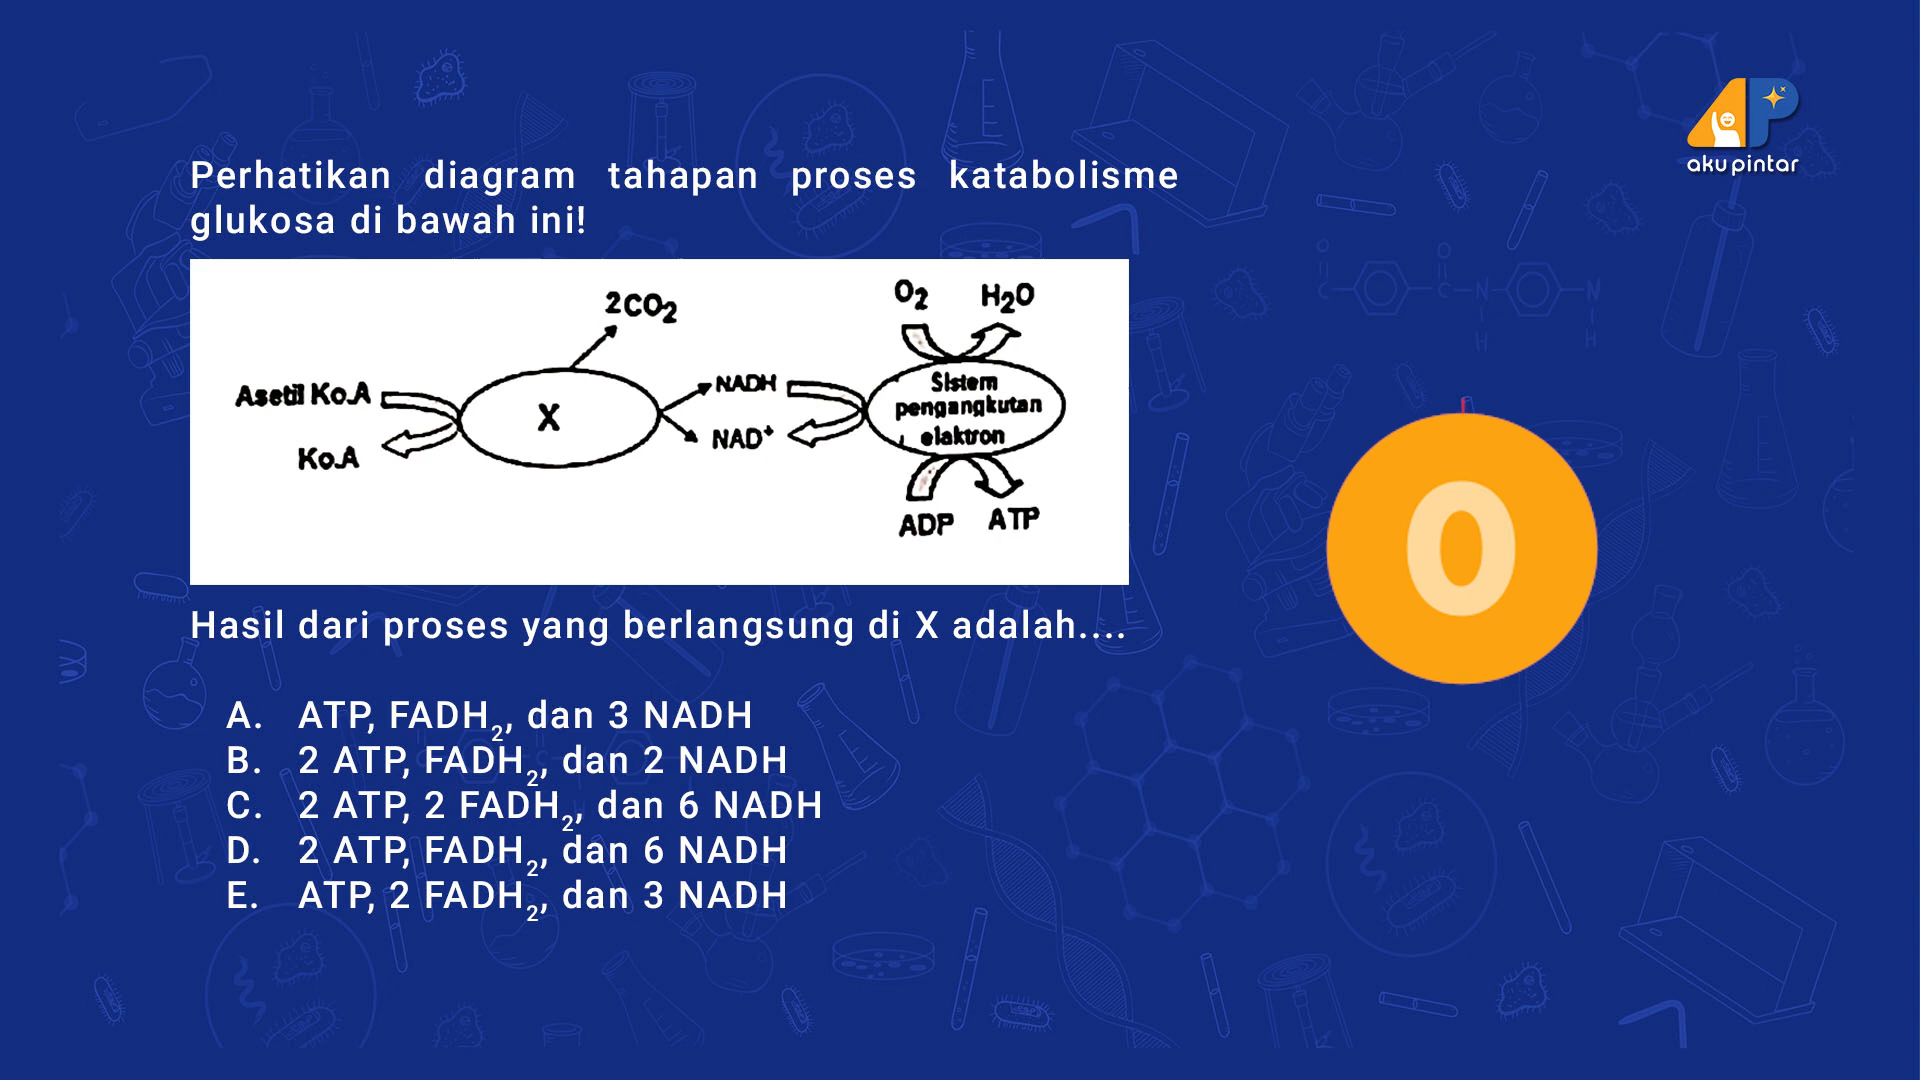 aku pintar
Perhatikan diagram tahapan proses katabolisme
glukosa di bawah ini!
2CO2
O2 H2O
Asetil Ko.A
X
NADH
Sistem
pengangkutan
elaktron
Ko.A
NAD+
ADP ATP
0
Hasil dari proses yang berlangsung di X adalah....
A. ATP, FADH2, dan 3 NADH
B. 2 ATP, FADH2, dan 2 NADH
C. 2 ATP, 2 FADH2, dan 6 NADH
D. 2 ATP, FADH2, dan 6 NADH
E. ATP, 2 FADH2, dan 3 NADH